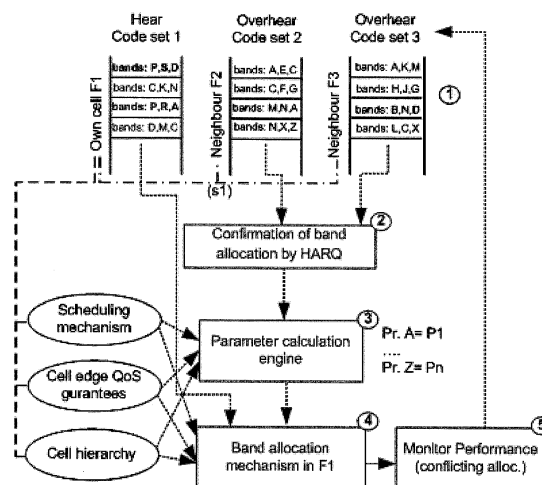 Hear
Code set 1
Overhear
Code set 2
Overhear
Code set 3
Own cell F1
bands: P,S,D
bands: C,K,N
bands: P,R,A
bands: D,M,C
Neighbour F2
bands: A,E,C
bands: C,F,G
bands: M,N,A
bands: N,X,Z
Neighbour F3
bands: A,K,M
bands: H,J,G
bands: B,N,D
bands: L,C,X
1
(s1)
2
Confirmation of band
allocation by HARQ
Scheduling
mechanism
3
Parameter calculation
engine
Pr. A= P1
....
Pr. Z= Pn
Cell edge QoS
gurantees
Cell hierarchy
4
Band allocation
mechanism in F1
5
Monitor Performance
(conflicting alloc.)